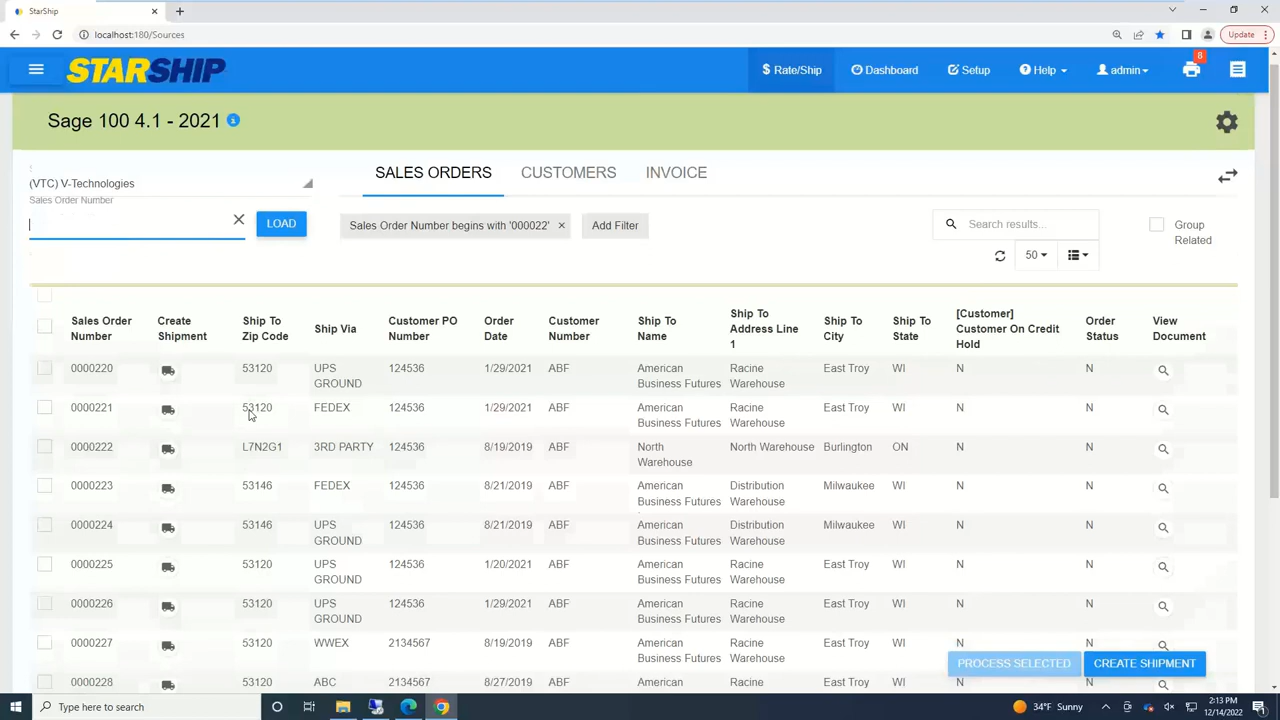 StarShip
localhost:180/Sources
Update
STARSHIP
$ Rate/Ship
Dashboard
Setup
Help
admin
8
Sage 100 4.1 - 2021
(VTC) V-Technologies
SALES ORDERS
CUSTOMERS
INVOICE
Sales Order Number
LOAD
Sales Order Number begins with '000022'
Add Filter
Search results...
Group
Related
50
Sales Order
Number
Create
Shipment
Ship To
Zip Code
Ship Via
Customer PO
Number
Order
Date
Customer
Number
Ship To
Name
Ship To
Address Line
1
Ship To
City
Ship To
State
[Customer]
Customer On Credit
Hold
Order
Status
View
Document
0000220 53120 UPS 124536 1/29/2021 ABF American Racine East Troy WI N N
GROUND Business Futures Warehouse
0000221 53120 FEDEX 124536 1/29/2021 ABF American Racine East Troy WI N N
Business Futures Warehouse
0000222 L7N2G1 3RD PARTY 124536 8/19/2019 ABF North North Warehouse Burlington ON N N
Warehouse
0000223 53146 FEDEX 124536 8/21/2019 ABF American Distribution Milwaukee WI N N
Business Futures Warehouse
0000224 53146 UPS 124536 8/21/2019 ABF American Distribution Milwaukee WI N N
GROUND Business Futures Warehouse
0000225 53120 UPS 124536 1/20/2021 ABF American Racine East Troy WI N N
GROUND Business Futures Warehouse
0000226 53120 UPS 124536 1/29/2021 ABF American Racine East Troy WI N N
GROUND Business Futures Warehouse
0000227 53120 WWEX 2134567 8/19/2019 ABF American Racine East Troy WI N N
Business Futures Warehouse
PROCESS SELECTED
CREATE SHIPMENT
0000228 53120 ABC 2134567 8/27/2019 ABF American Racine East Troy WI N N
Type here to search
34°F Sunny
2:13 PM
12/14/2022
1